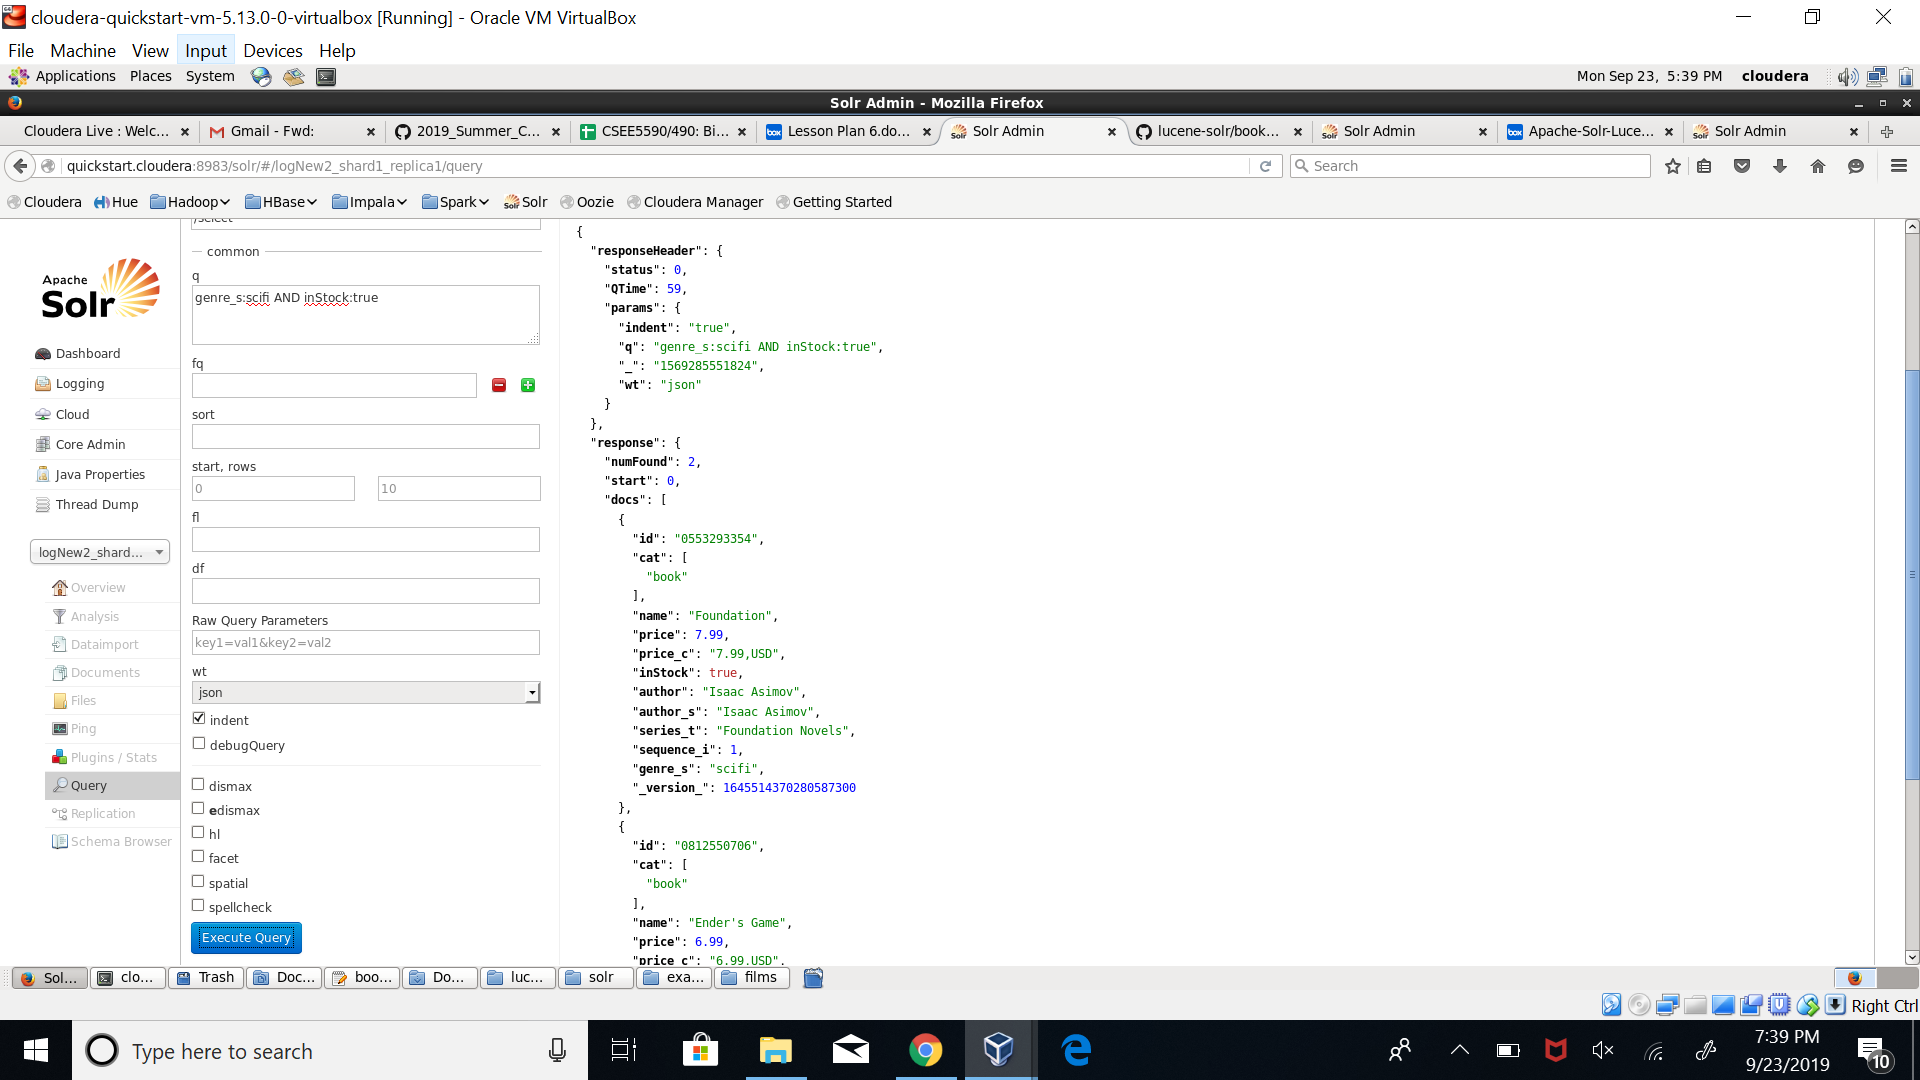 cloudera-quickstart-vm-5.13.0-0-virtualbox [Running] - Oracle VM VirtualBox
File Machine View Input Devices Help
Applications Places System Mon Sep 23, 5:39 PM cloudera
Solr Admin - Mozilla Firefox
Cloudera Live : Welc... Gmail - Fwd: 2019_Summer_C... CSEE5590/490: Bi... Lesson Plan 6.do... Solr Admin lucene-solr/book... Solr Admin Apache-Solr-Luce... Solr Admin
quickstart.cloudera:8983/solr/#/logNew2_shard1_replica1/query Search
Cloudera Hue Hadoop HBase Impala Spark Solr Oozie Cloudera Manager Getting Started
Apache
Solr
Dashboard
Logging
Cloud
Core Admin
Java Properties
Thread Dump
logNew2_shard...
Overview
Analysis
Dataimport
Documents
Files
Ping
Plugins / Stats
Query
Replication
Schema Browser
/select
common
q
genre_s:scifi AND inStock:true
fq
sort
start, rows
0 10
fl
df
Raw Query Parameters
key1=val1&key2=val2
wt
json
indent
debugQuery
dismax
edismax
hl
facet
spatial
spellcheck
Execute Query
{
"responseHeader": {
"status": 0,
"QTime": 59,
"params": {
"indent": "true",
"q": "genre_s:scifi AND inStock:true",
"_": "1569285551824",
"wt": "json"
}
},
"response": {
"numFound": 2,
"start": 0,
"docs": [
{
"id": "0553293354",
"cat": [
"book"
],
"name": "Foundation",
"price": 7.99,
"price_c": "7.99,USD",
"inStock": true,
"author": "Isaac Asimov",
"author_s": "Isaac Asimov",
"series_t": "Foundation Novels",
"sequence_i": 1,
"genre_s": "scifi",
"_version_": 1645514370280587300
},
{
"id": "0812550706",
"cat": [
"book"
],
"name": "Ender's Game",
"price": 6.99,
"price_c": "6.99,USD",
Sol... clo... Trash Doc... boo... Do... luc... solr exa... films
Right Ctrl
Type here to search
7:39 PM
9/23/2019
10